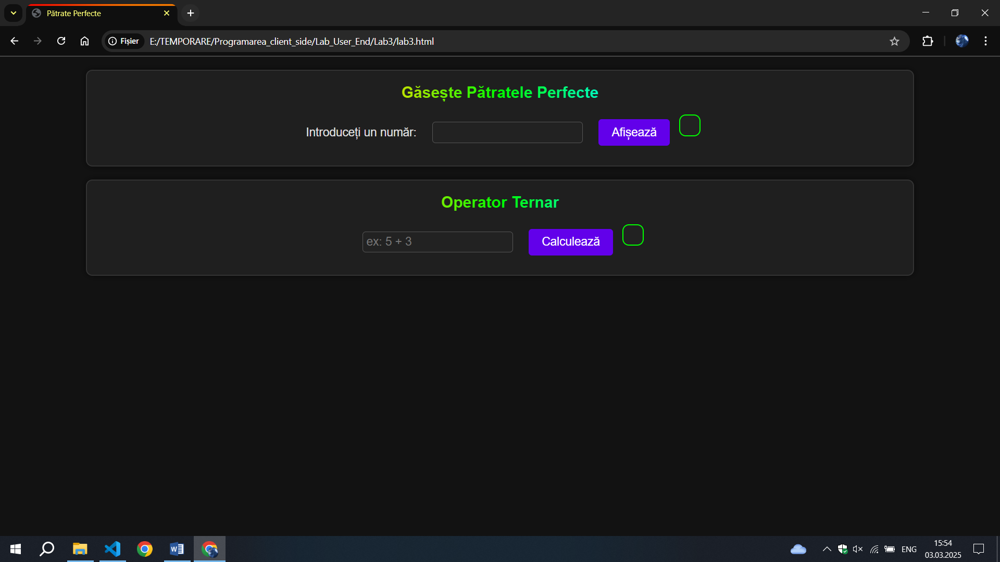 Pătrate Perfecte
Fișier
E:/TEMPORARE/Programarea_client_side/Lab_User_End/Lab3/lab3.html
Găsește Pătratele Perfecte
Introduceți un număr:
Afișează
Operator Ternar
ex: 5 + 3
Calculează
ENG
15:54
03.03.2025